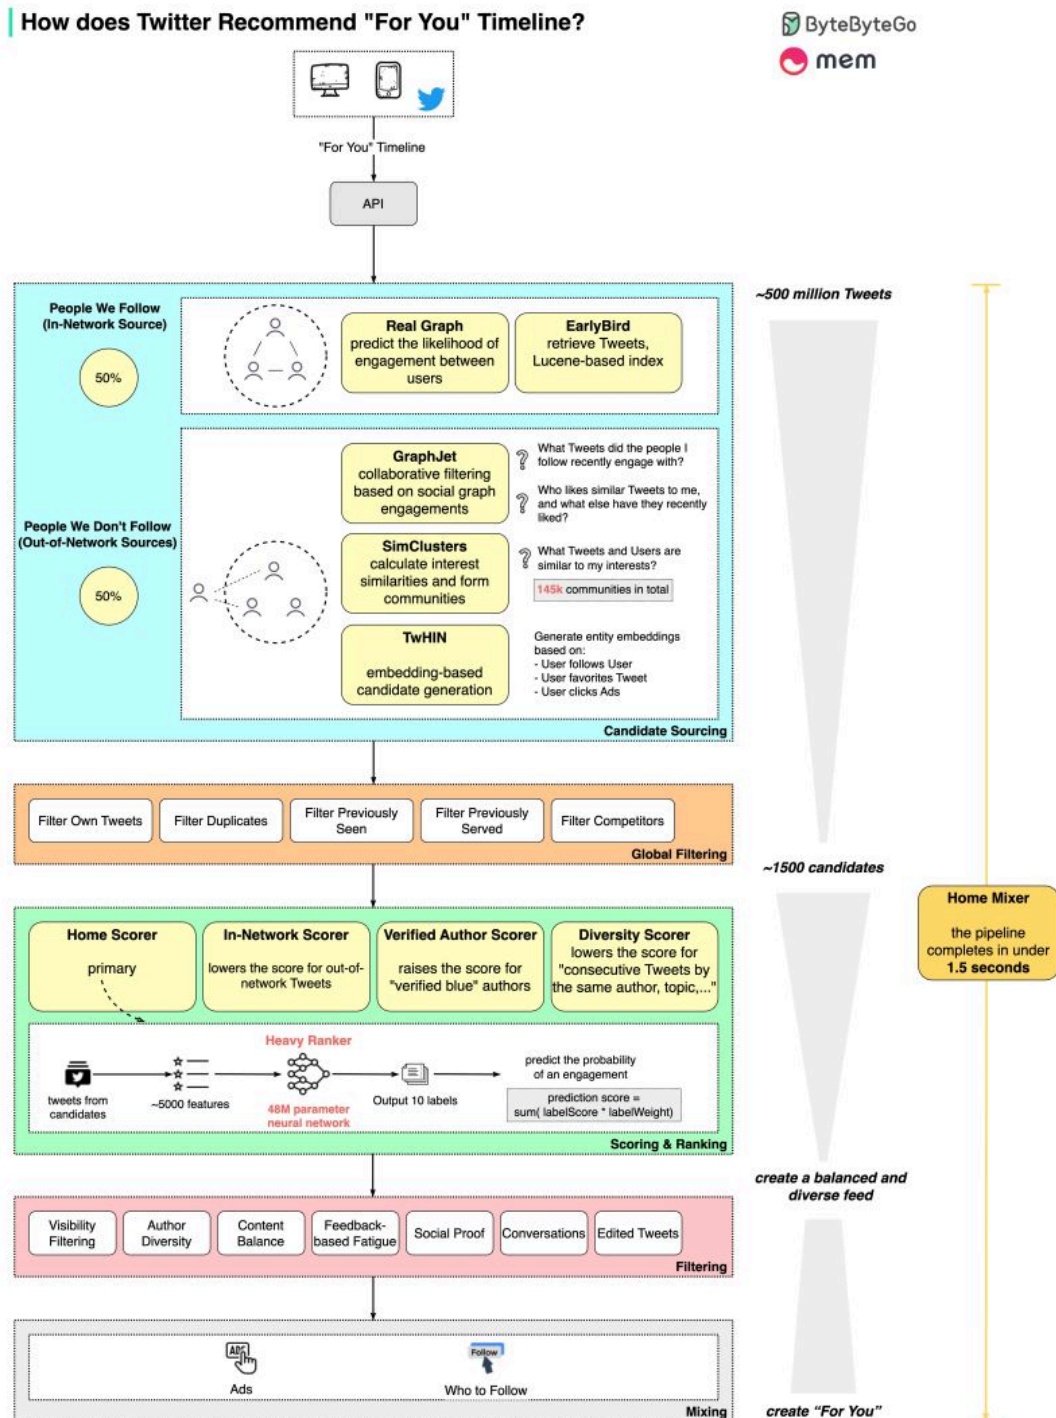 How does Twitter Recommend "For You" Timeline?
ByteByteGo
mem
"For You" Timeline
API
People We Follow
(In-Network Source)
50%
Real Graph
predict the likelihood of
engagement between
users
EarlyBird
retrieve Tweets,
Lucene-based index
People We Don't Follow
(Out-of-Network Sources)
50%
GraphJet
collaborative filtering
based on social graph
engagements
? What Tweets did the people I
follow recently engage with?
? Who likes similar Tweets to me,
and what else have they recently
liked?
SimClusters
calculate interest
similarities and form
communities
? What Tweets and Users are
similar to my interests?
145k communities in total
TwHIN
embedding-based
candidate generation
Generate entity embeddings
based on:
- User follows User
- User favorites Tweet
- User clicks Ads
Candidate Sourcing
Filter Own Tweets
Filter Duplicates
Filter Previously
Seen
Filter Previously
Served
Filter Competitors
Global Filtering
Home Scorer
primary
In-Network Scorer
lowers the score for out-of-
network Tweets
Verified Author Scorer
raises the score for
"verified blue" authors
Diversity Scorer
lowers the score for
"consecutive Tweets by
the same author, topic,..."
tweets from
candidates
~5000 features
Heavy Ranker
48M parameter
neural network
Output 10 labels
predict the probability
of an engagement
prediction score =
sum( labelScore * labelWeight)
Scoring & Ranking
Visibility
Filtering
Author
Diversity
Content
Balance
Feedback-
based Fatigue
Social Proof
Conversations
Edited Tweets
Filtering
ADS
Ads
Follow
Who to Follow
Mixing
~500 million Tweets
~1500 candidates
create a balanced and
diverse feed
create "For You"
Home Mixer
the pipeline
completes in under
1.5 seconds